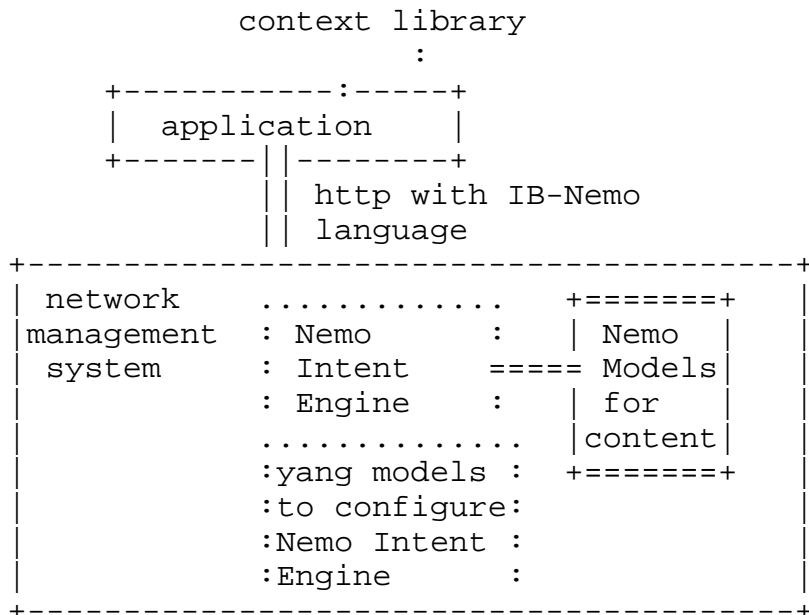 context library
:
+-----------:-----+
|  application    |
+-------||--------+
|| http with IB-Nemo
|| language
+----------------------------------------+
| network    .............   +=======+   |
|management  : Nemo      :   | Nemo  |   |
| system     : Intent    ===== Models|   |
|            : Engine    :   | for   |   |
|            ..............  |content|   |
|            :yang models :  +=======+   |
|            :to configure:              |
|            :Nemo Intent :              |
|            :Engine      :              |
+----------------------------------------+